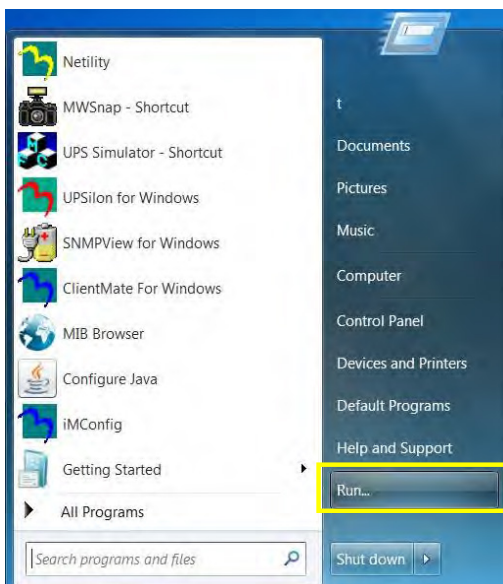 Netility
MWSnap - Shortcut
UPS Simulator - Shortcut
UPSilon for Windows
SNMPView for Windows
ClientMate For Windows
MIB Browser
Configure Java
iMConfig
Getting Started
All Programs
Search programs and files
t
Documents
Pictures
Music
Computer
Control Panel
Devices and Printers
Default Programs
Help and Support
Run...
Shut down